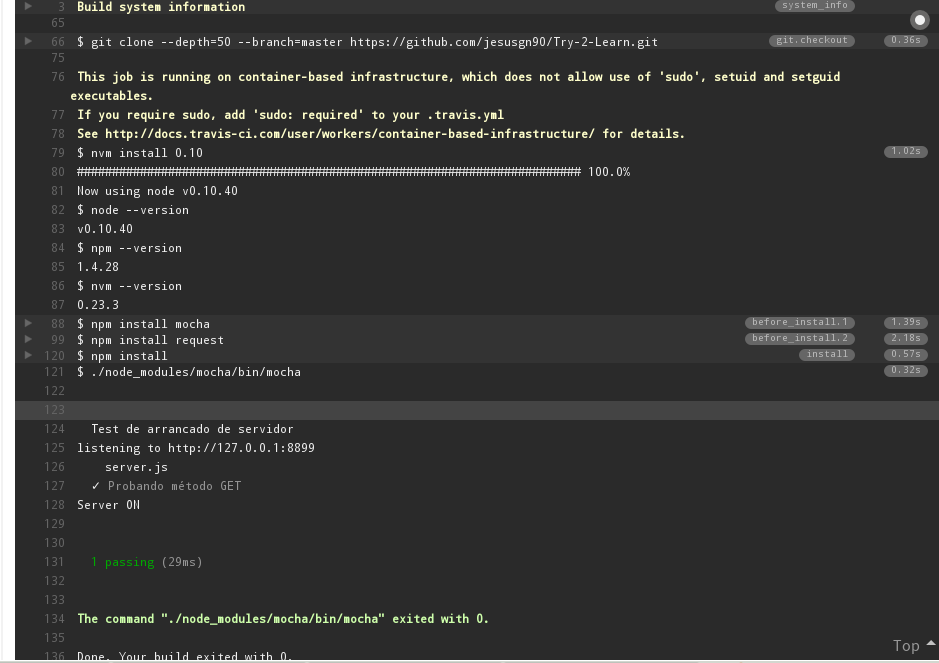 3 Build system information system_info
65
66 $ git clone --depth=50 --branch=master https://github.com/jesusgn90/Try-2-Learn.git git.checkout 0.36s
75
76 This job is running on container-based infrastructure, which does not allow use of 'sudo', setuid and setguid
executables.
77 If you require sudo, add 'sudo: required' to your .travis.yml
78 See http://docs.travis-ci.com/user/workers/container-based-infrastructure/ for details.
79 $ nvm install 0.10 1.02s
80 ######################################################################## 100.0%
81 Now using node v0.10.40
82 $ node --version
83 v0.10.40
84 $ npm --version
85 1.4.28
86 $ nvm --version
87 0.23.3
88 $ npm install mocha before_install.1 1.39s
99 $ npm install request before_install.2 2.18s
120 $ npm install install 0.57s
121 $ ./node_modules/mocha/bin/mocha 0.32s
122
123
124 Test de arrancado de servidor
125 listening to http://127.0.0.1:8899
126 server.js
127 ✓ Probando método GET
128 Server ON
129
130
131 1 passing (29ms)
132
133
134 The command "./node_modules/mocha/bin/mocha" exited with 0.
135
136 Done. Your build exited with 0.
Top